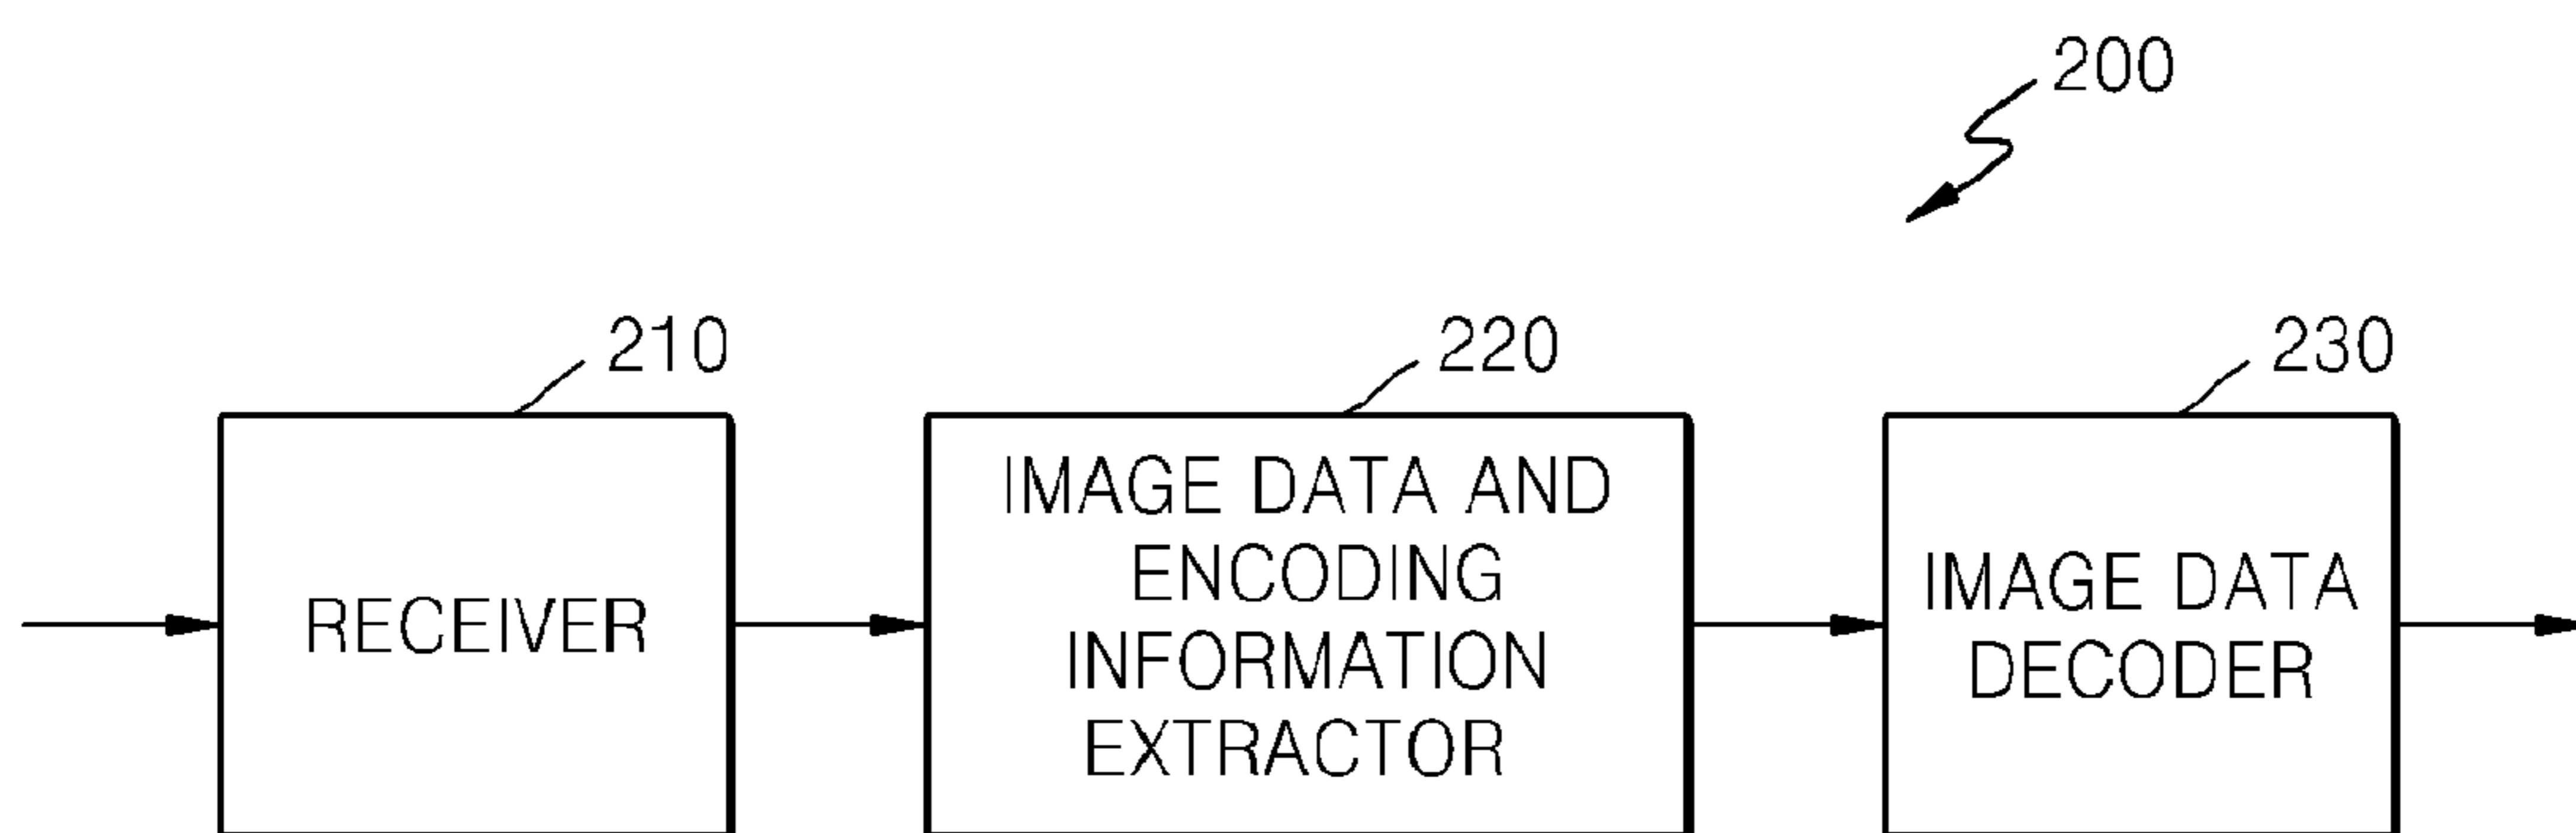 200
210
220
230
RECEIVER
IMAGE DATA AND
ENCODING
INFORMATION
EXTRACTOR
IMAGE DATA
DECODER